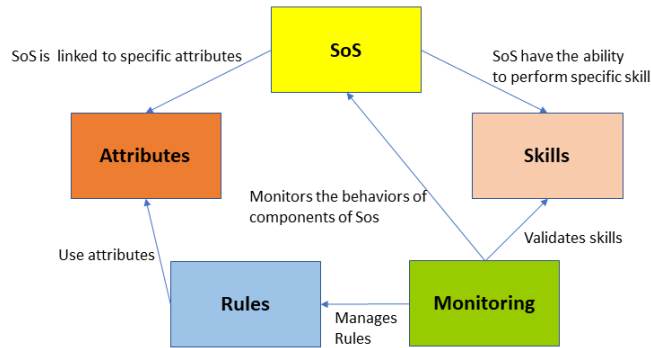 SoS
SoS is linked to specific attributes
SoS have the ability
to perform specific skill
Attributes
Skills
Monitors the behaviors of
components of Sos
Use attributes
Validates skills
Rules
Monitoring
Manages
Rules